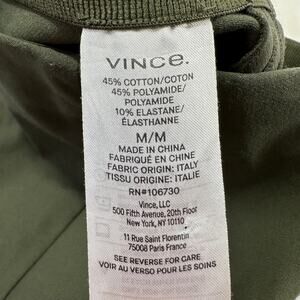 VINCE.
45% COTTON/COTON
45% POLYAMIDE/
POLYAMIDE
10% ELASTANE/
ÉLASTHANNE
M/M
MADE IN CHINA
FABRIQUÉ EN CHINE
FABRIC ORIGIN: ITALY
TISSU ORIGINE: ITALIE
RN#106730
Vince, LLC
500 Fifth Avenue, 20th Floor
New York, NY 10110
11 Rue Saint Florentin
75008 Paris France
SEE REVERSE FOR CARE
VOIR AU VERSO POUR LES SOINS